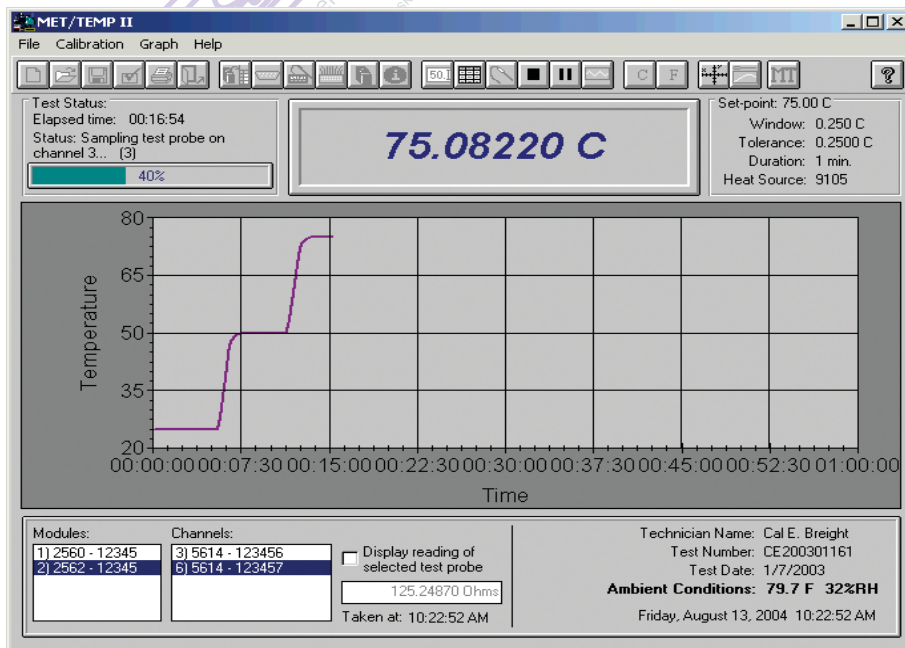 MET/TEMP II
File Calibration Graph Help
50.1 C F MT ?
Test Status:
Elapsed time: 00:16:54
Status: Sampling test probe on
channel 3... (3)
40%
75.08220 C
Set-point: 75.00 C
Window: 0.250 C
Tolerance: 0.2500 C
Duration: 1 min.
Heat Source: 9105
Temperature
80
65
50
35
20
00:00:00 00:07:30 00:15:00 00:22:30 00:30:00 00:37:30 00:45:00 00:52:30 01:00:00
Time
Modules:
1) 2560 - 12345
2) 2562 - 12345
Channels:
3) 5614 - 123456
6) 5614 - 123457
Display reading of
selected test probe
125.24870 Ohms
Taken at: 10:22:52 AM
Technician Name: Cal E. Breight
Test Number: CE200301161
Test Date: 1/7/2003
Ambient Conditions: 79.7 F 32%RH
Friday, August 13, 2004 10:22:52 AM